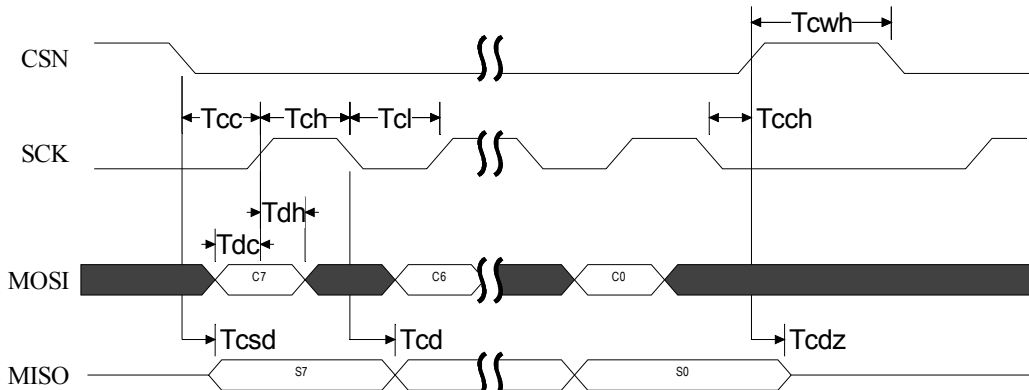 Tcwh
CSN
Tcc Tch Tcl Tcch
SCK
Tdh
Tdc
MOSI C7 C6 C0
Tcsd Tcd Tcdz
MISO S7 S0